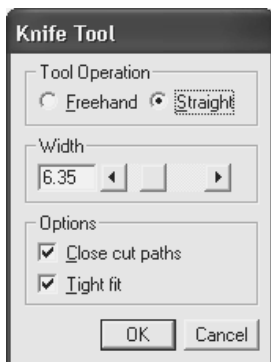 Knife Tool
Tool Operation
Freehand Straight
Width
6.35
Options
Close cut paths
Tight fit
OK Cancel